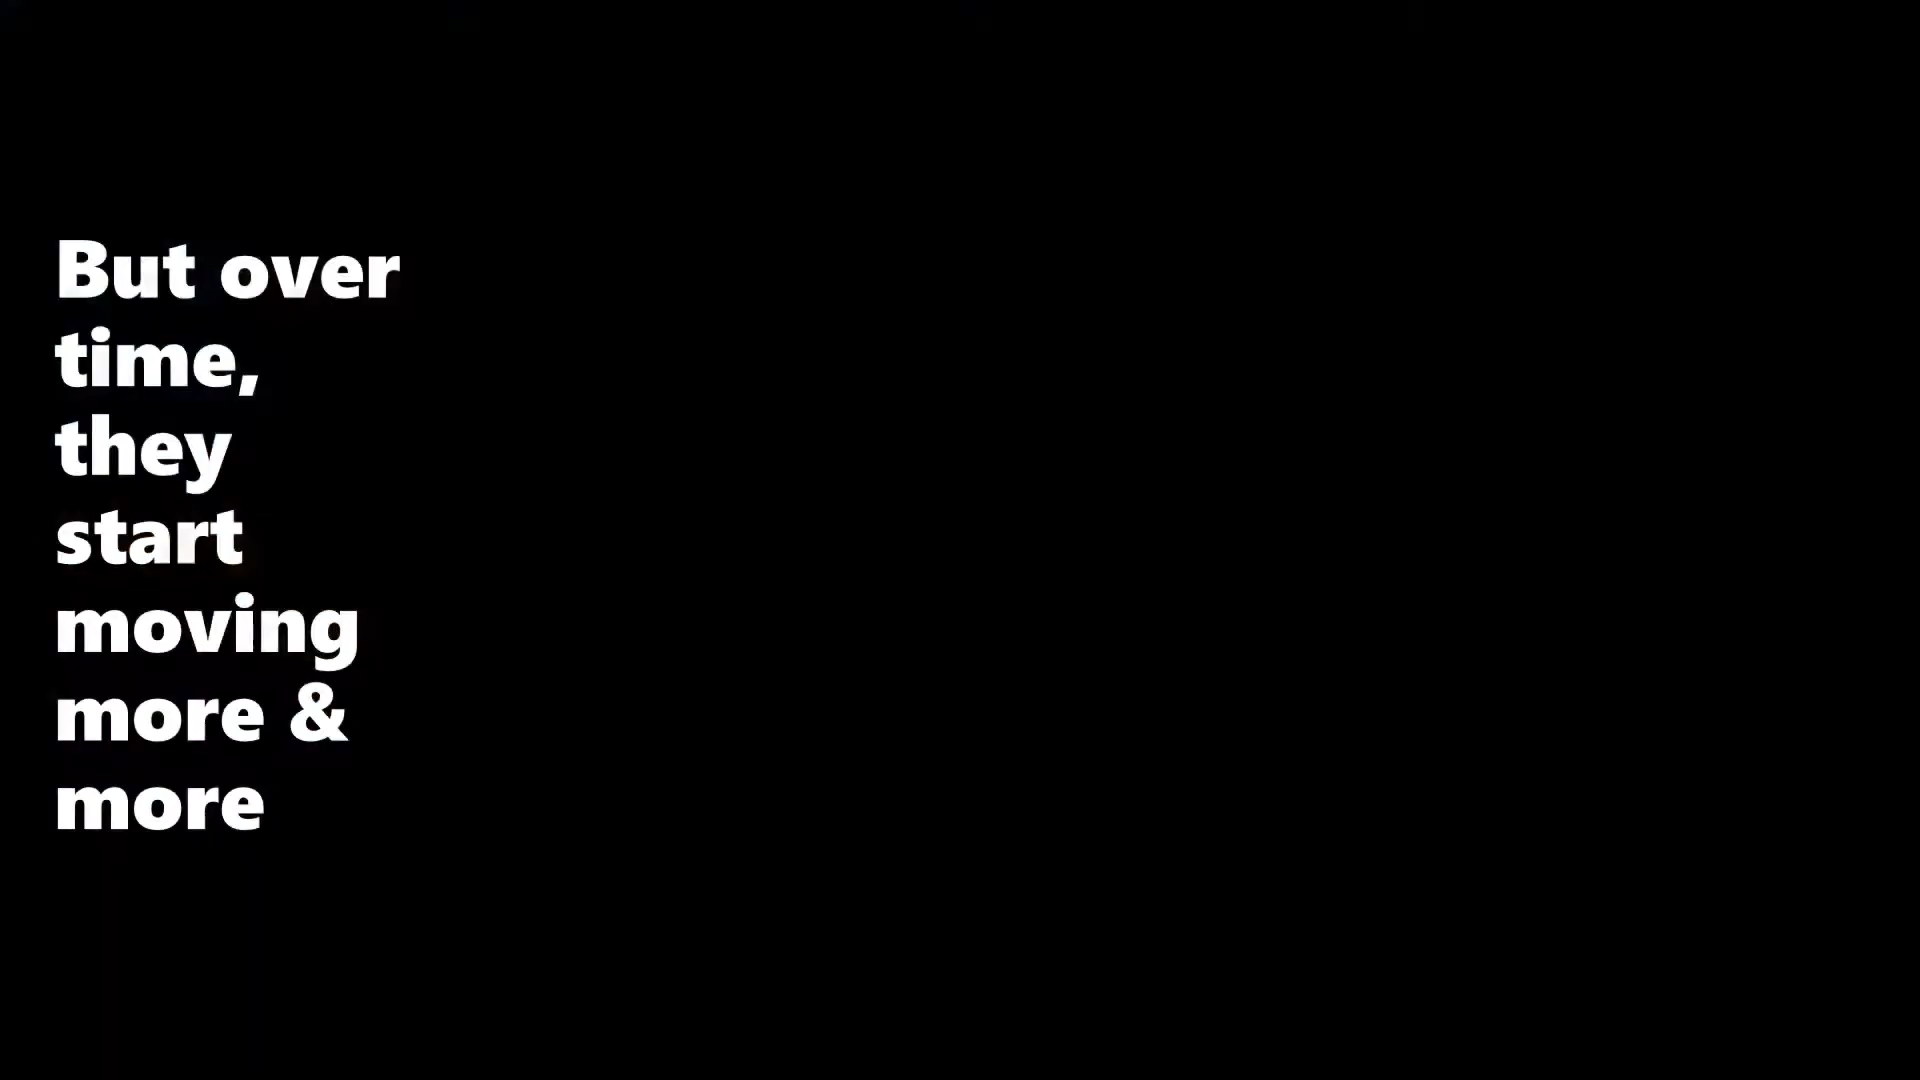 But over
time,
they
start
moving
more &
more